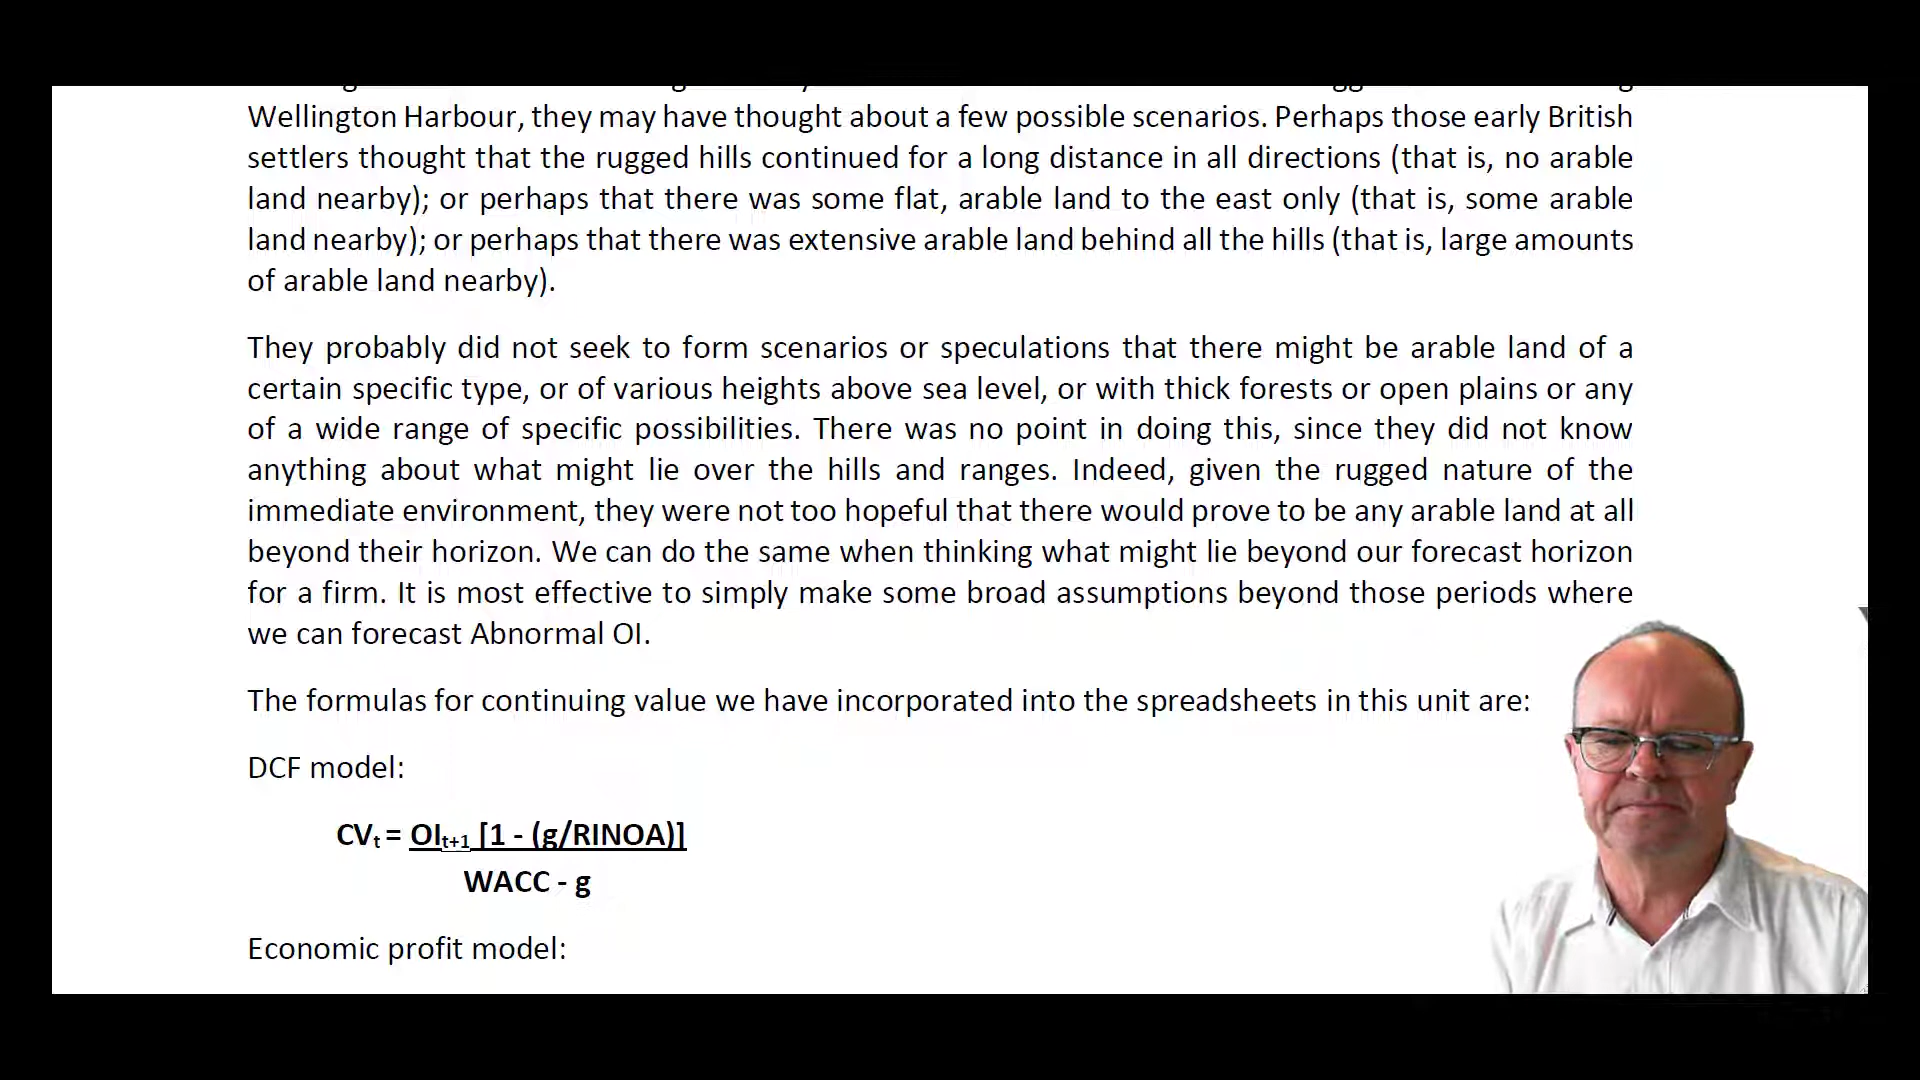 Wellington Harbour, they may have thought about a few possible scenarios. Perhaps those early British
settlers thought that the rugged hills continued for a long distance in all directions (that is, no arable
land nearby); or perhaps that there was some flat, arable land to the east only (that is, some arable
land nearby); or perhaps that there was extensive arable land behind all the hills (that is, large amounts
of arable land nearby).
They probably did not seek to form scenarios or speculations that there might be arable land of a
certain specific type, or of various heights above sea level, or with thick forests or open plains or any
of a wide range of specific possibilities. There was no point in doing this, since they did not know
anything about what might lie over the hills and ranges. Indeed, given the rugged nature of the
immediate environment, they were not too hopeful that there would prove to be any arable land at all
beyond their horizon. We can do the same when thinking what might lie beyond our forecast horizon
for a firm. It is most effective to simply make some broad assumptions beyond those periods where
we can forecast Abnormal OI.
The formulas for continuing value we have incorporated into the spreadsheets in this unit are:
DCF model:
CVt = OIt+1 [1 - (g/RINOA)]
WACC - g
Economic profit model: